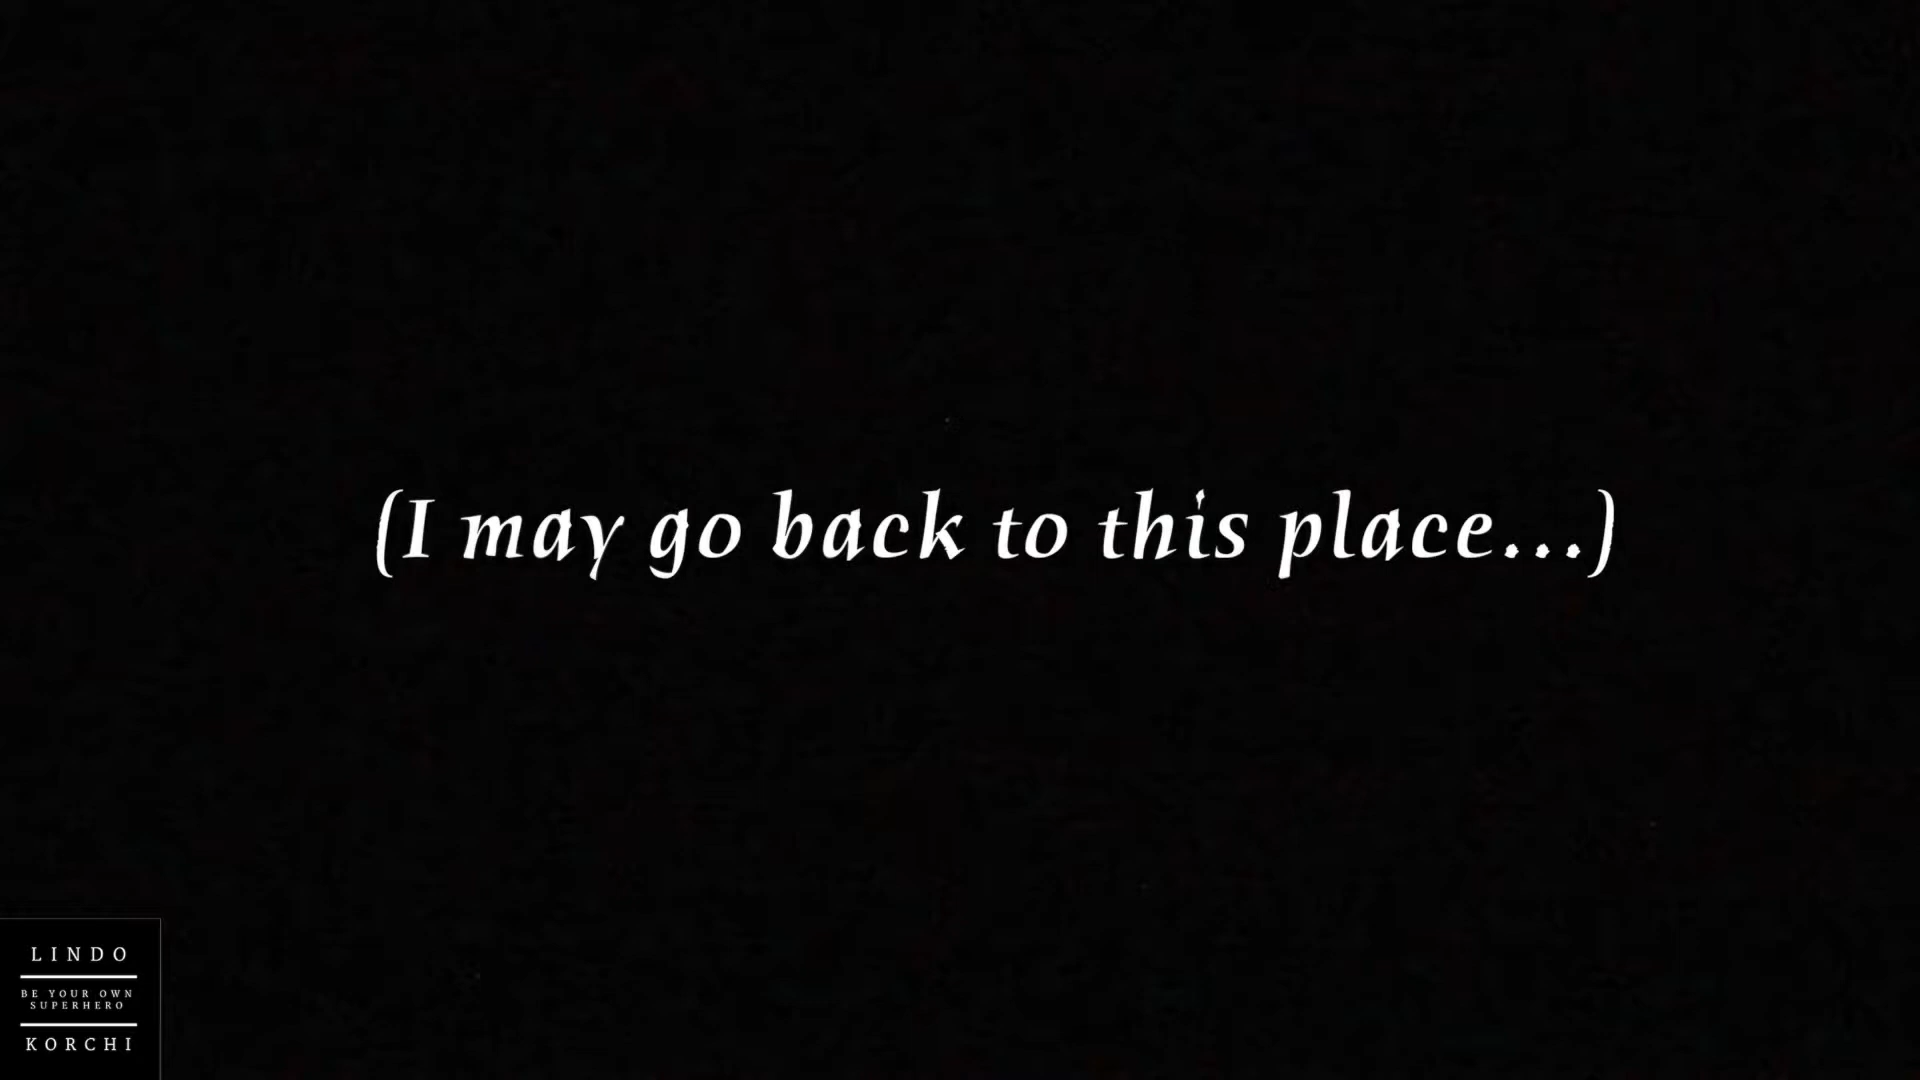 (I may go back to this place...)
LINDO
BE YOUR OWN
SUPERHERO
KORCHI